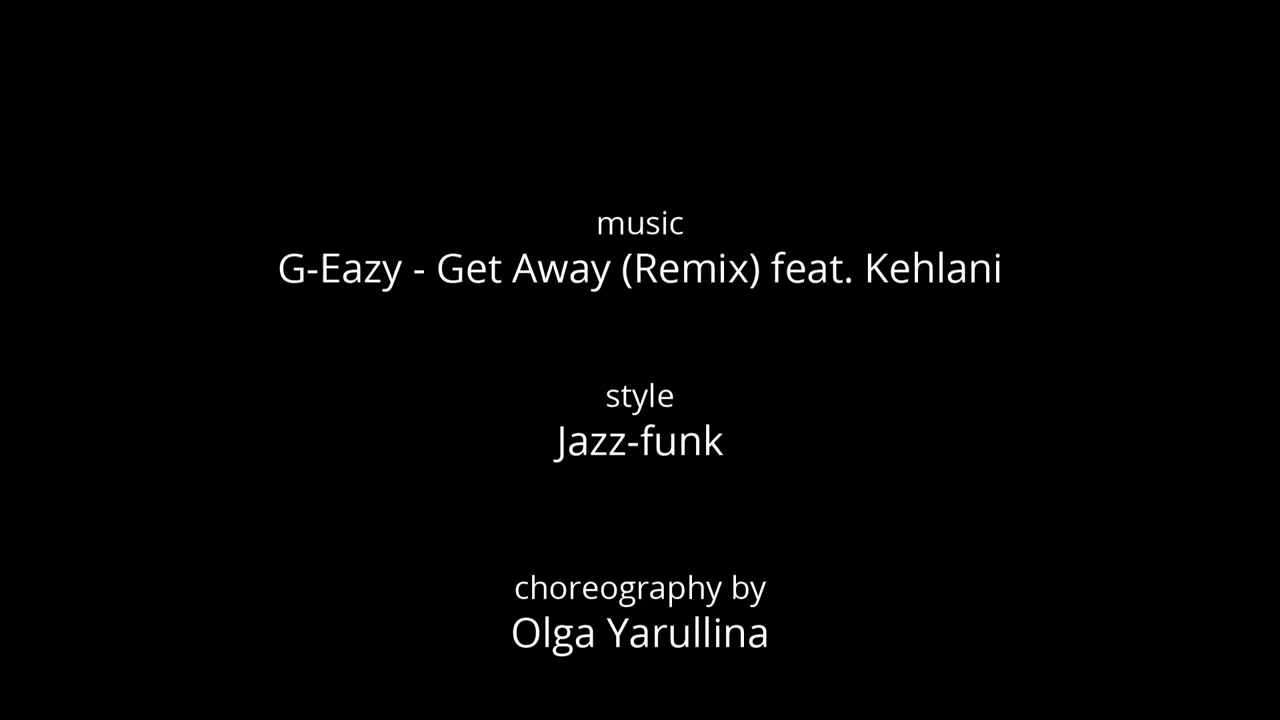 music
G-Eazy - Get Away (Remix) feat. Kehlani
style
Jazz-funk
choreography by
Olga Yarullina